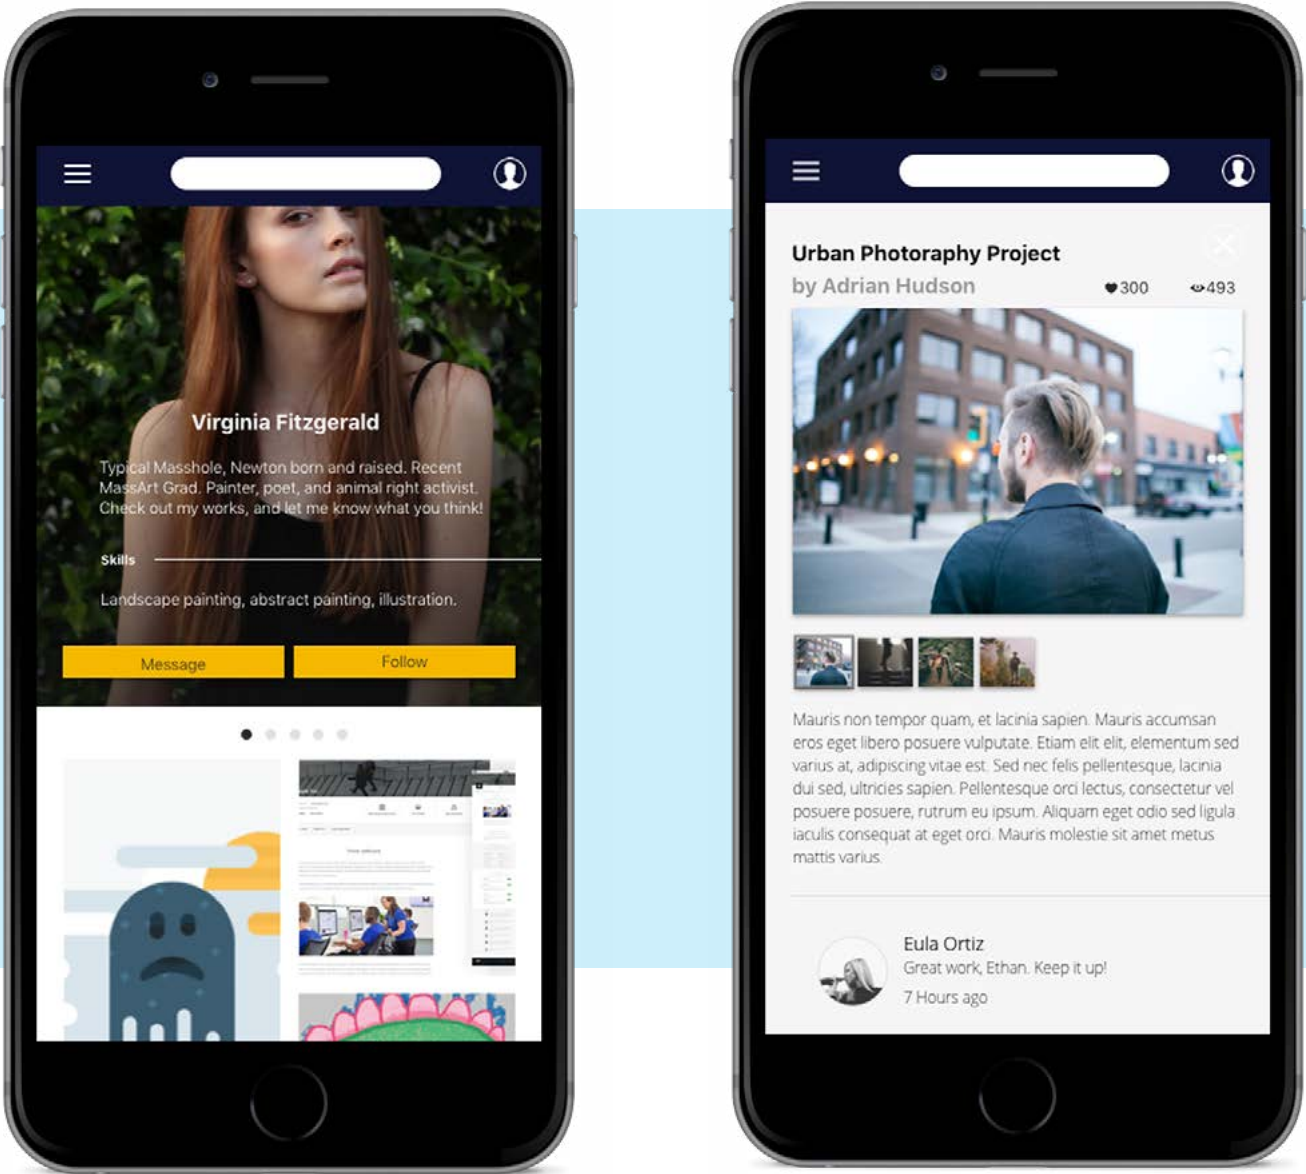 Virginia Fitzgerald
Typical Masshole, Newton born and raised. Recent
MassArt Grad. Painter, poet, and animal right activist.
Check out my works, and let me know what you think!
Skills
Landscape painting, abstract painting, illustration.
Message
Follow
Urban Photoraphy Project
by Adrian Hudson
300
493
Mauris non tempor quam, et lacinia sapien. Mauris accumsan
eros eget libero posuere vulputate. Etiam elit elit, elementum sed
varius at, adipiscing vitae est. Sed nec felis pellentesque, lacinia
dui sed, ultricies sapien. Pellentesque orci lectus, consectetur vel
posuere posuere, rutrum eu ipsum. Aliquam eget odio sed ligula
iaculis consequat at eget orci. Mauris molestie sit amet metus
mattis varius.
Eula Ortiz
Great work, Ethan. Keep it up!
7 Hours ago